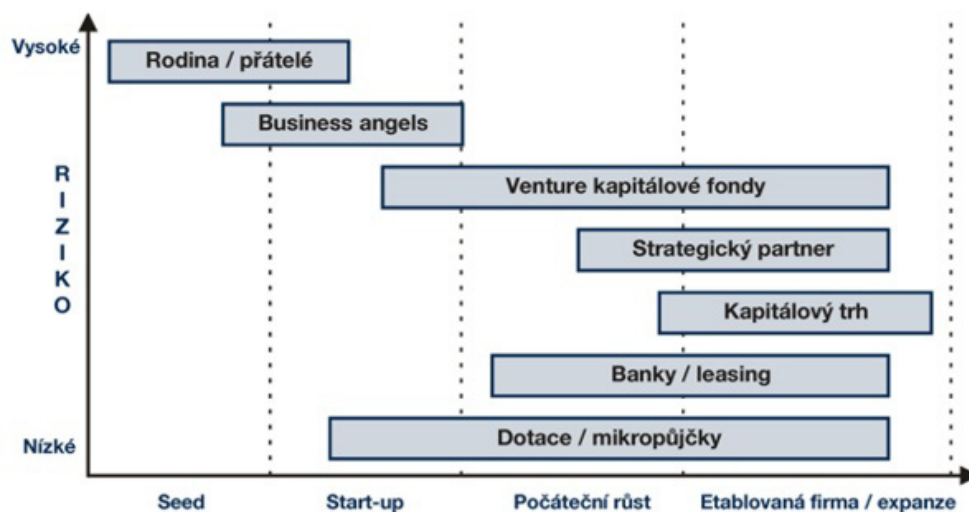 Vysoké
Rodina / přátelé
Business angels
RIZIKO
Venture kapitálové fondy
Strategický partner
Kapitálový trh
Banky / leasing
Dotace / mikropůjčky
Nízké
Seed
Start-up
Počáteční růst
Etablovaná firma / expanze